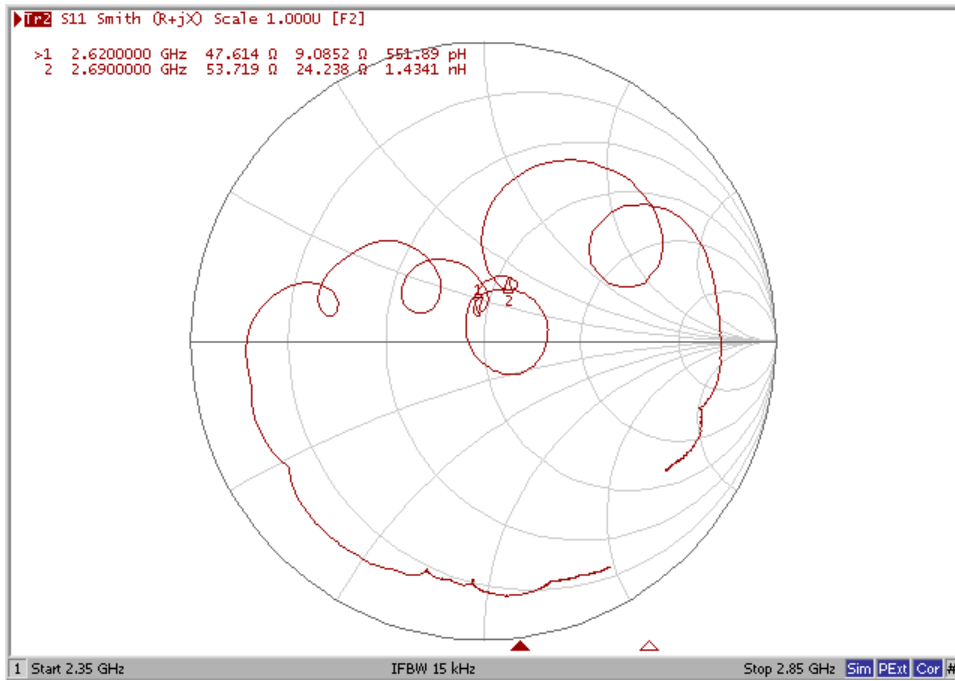 Tr2 S11 Smith (R+jX) Scale 1.000U [F2]
>1 2.6200000 GHz 47.614 Ω 9.0852 Ω 551.89 pH
2 2.6900000 GHz 53.719 Ω 24.238 Ω 1.4341 nH
1
2
1 Start 2.35 GHz IFBW 15 kHz Stop 2.85 GHz Sim PExt Cor #